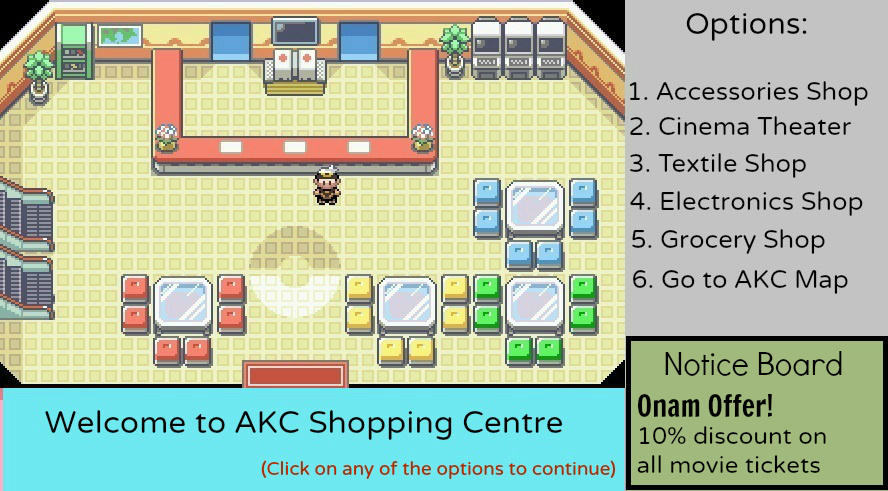 Options:
1. Accessories Shop
2. Cinema Theater
3. Textile Shop
4. Electronics Shop
5. Grocery Shop
6. Go to AKC Map
Notice Board
Onam Offer!
10% discount on
all movie tickets
Welcome to AKC Shopping Centre
(Click on any of the options to continue)